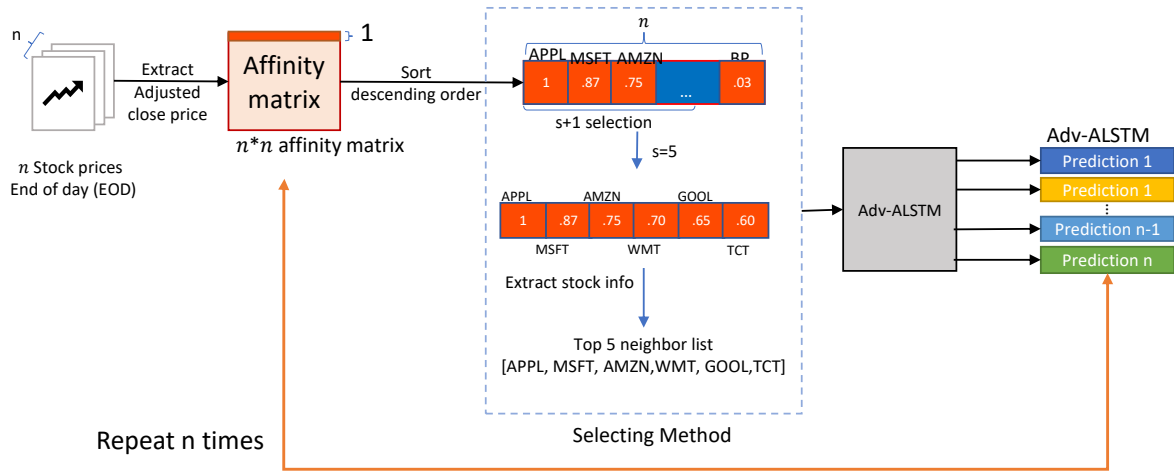 n
n Stock prices
End of day (EOD)
Extract
Adjusted
close price
1
Affinity
matrix
n*n affinity matrix
Sort
descending order
n
APPL MSFT AMZN BP
1 .87 .75 ... .03
s+1 selection
s=5
APPL AMZN GOOL
1 .87 .75 .70 .65 .60
MSFT WMT TCT
Extract stock info
Top 5 neighbor list
[APPL, MSFT, AMZN,WMT, GOOL,TCT]
Selecting Method
Adv-ALSTM
Adv-ALSTM
Prediction 1
Prediction 1
Prediction n-1
Prediction n
Repeat n times